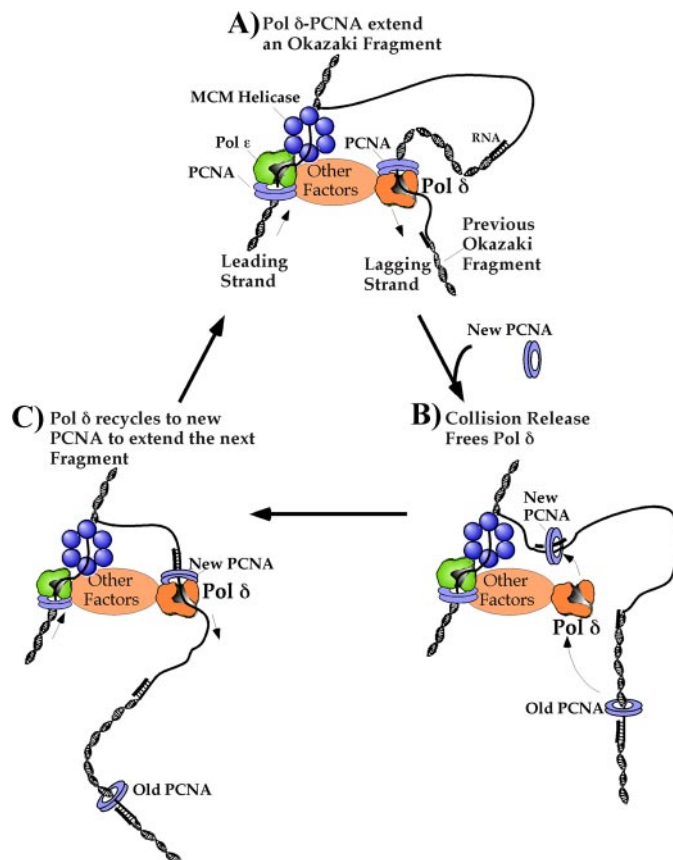 A) Pol δ-PCNA extend
an Okazaki Fragment
MCM Helicase
Pol ε
PCNA
PCNA
RNA
Other
Factors
Pol δ
Leading
Strand
Lagging
Strand
Previous
Okazaki
Fragment
New PCNA
B) Collision Release
Frees Pol δ
New
PCNA
Other
Factors
Pol δ
Old PCNA
C) Pol δ recycles to new
PCNA to extend the next
Fragment
New PCNA
Other
Factors
Pol δ
Old PCNA